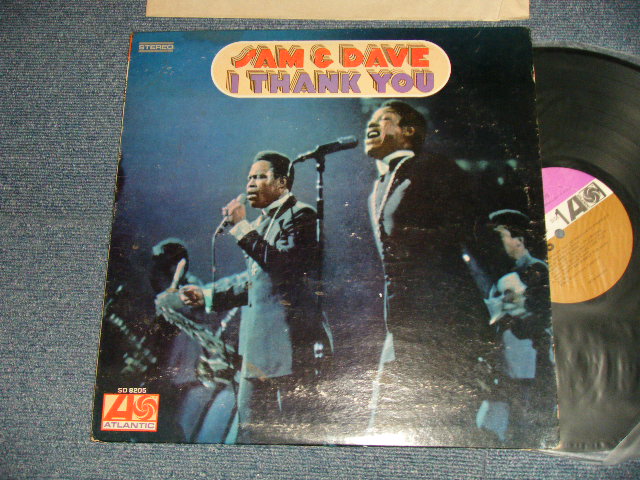 STEREO
SAM & DAVE
I THANK YOU
SD 8205
ATLANTIC